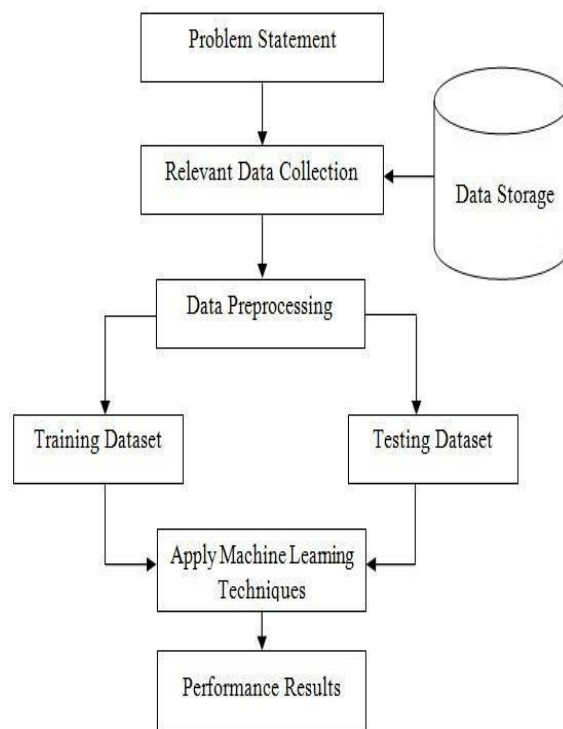 Problem Statement
Relevant Data Collection
Data Storage
Data Preprocessing
Training Dataset
Testing Dataset
Apply Machine Learning
Techniques
Performance Results